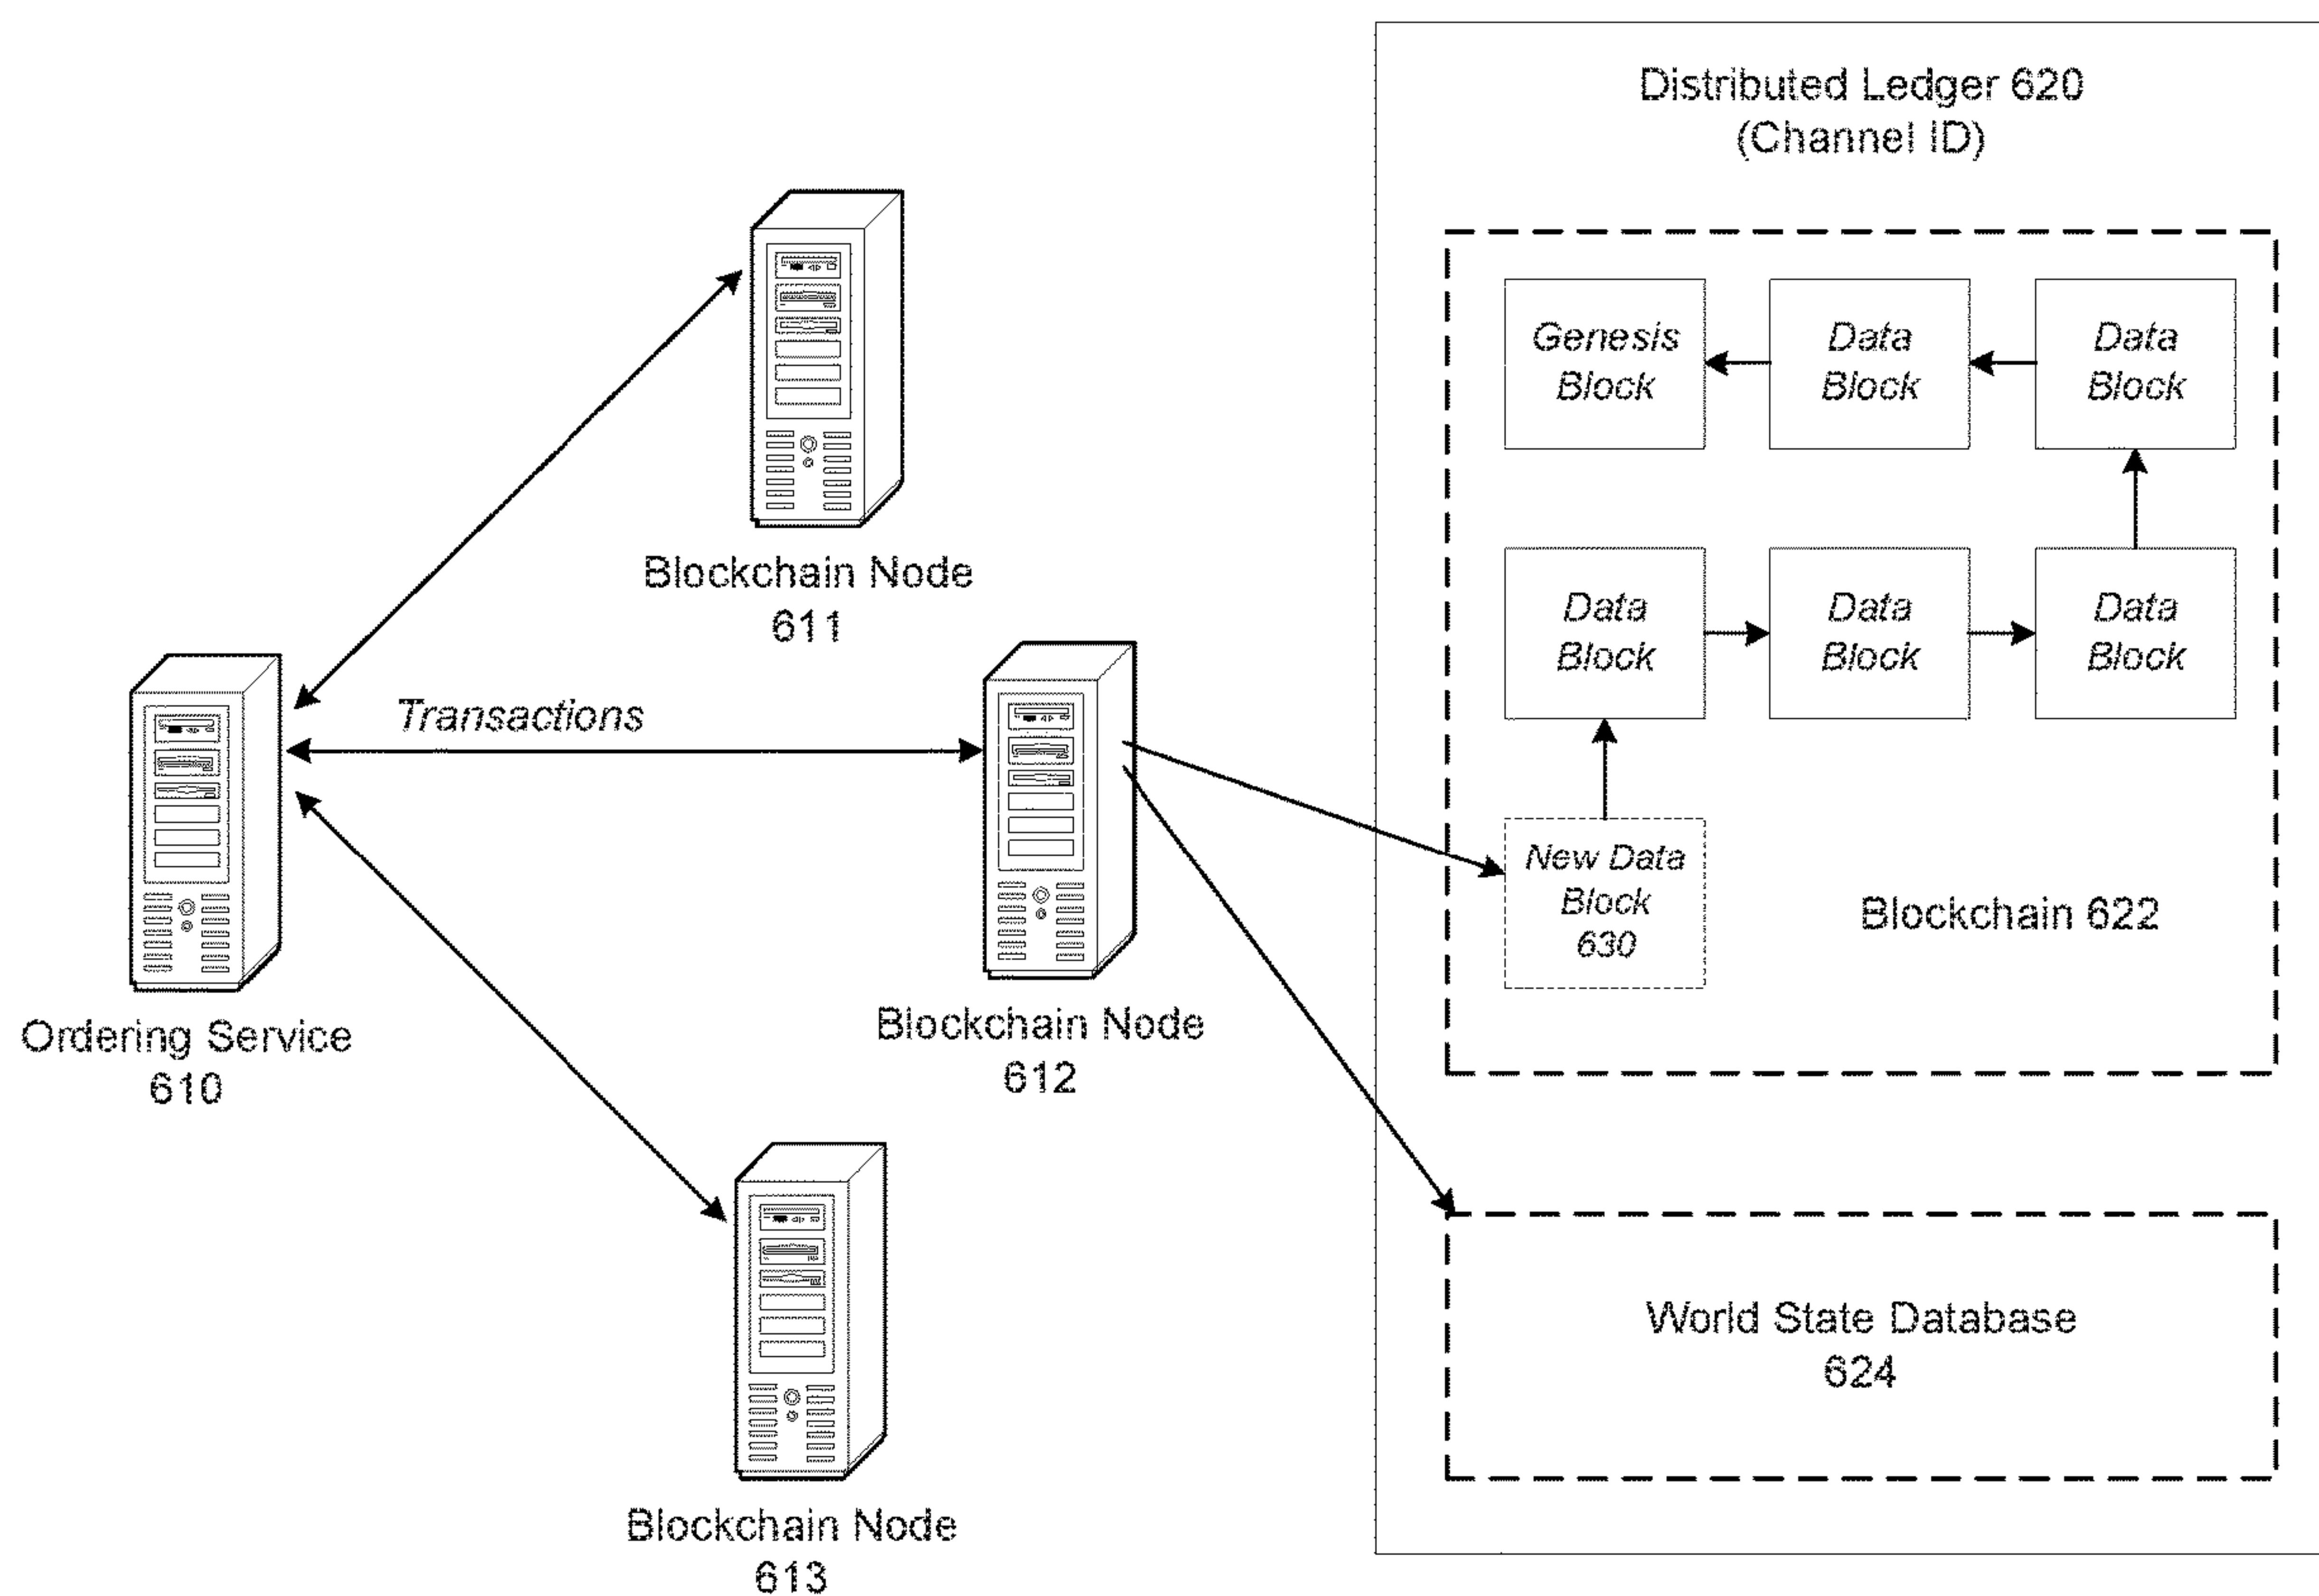 Distributed Ledger 620
(Channel ID)
Genesis
Block
Data
Block
Data
Block
Blockchain Node
611
Data
Block
Data
Block
Data
Block
Transactions
New Data
Block
630
Blockchain 622
Ordering Service
610
Blockchain Node
612
World State Database
624
Blockchain Node
613